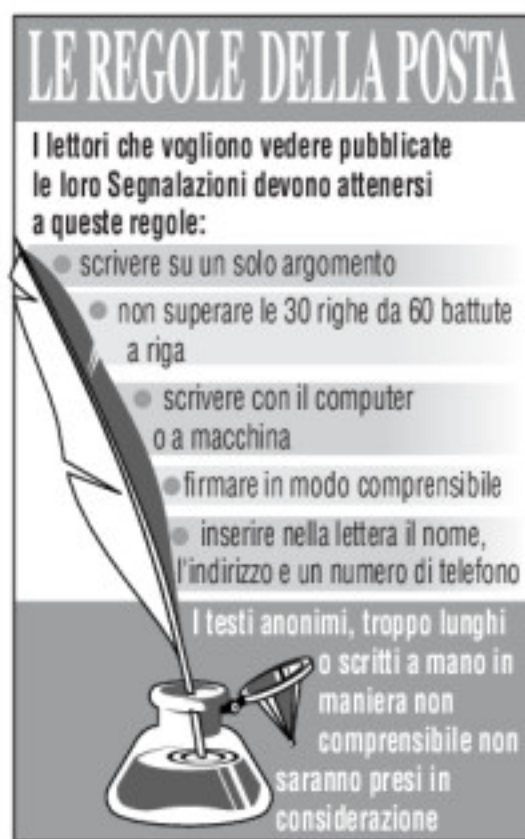 LE REGOLE DELLA POSTA
I lettori che vogliono vedere pubblicate
le loro Segnalazioni devono attenersi
a queste regole:
● scrivere su un solo argomento
● non superare le 30 righe da 60 battute
a riga
● scrivere con il computer
o a macchina
● firmare in modo comprensibile
● inserire nella lettera il nome,
l'indirizzo e un numero di telefono
I testi anonimi, troppo lunghi
o scritti a mano in
maniera non
comprensibile non
saranno presi in
considerazione